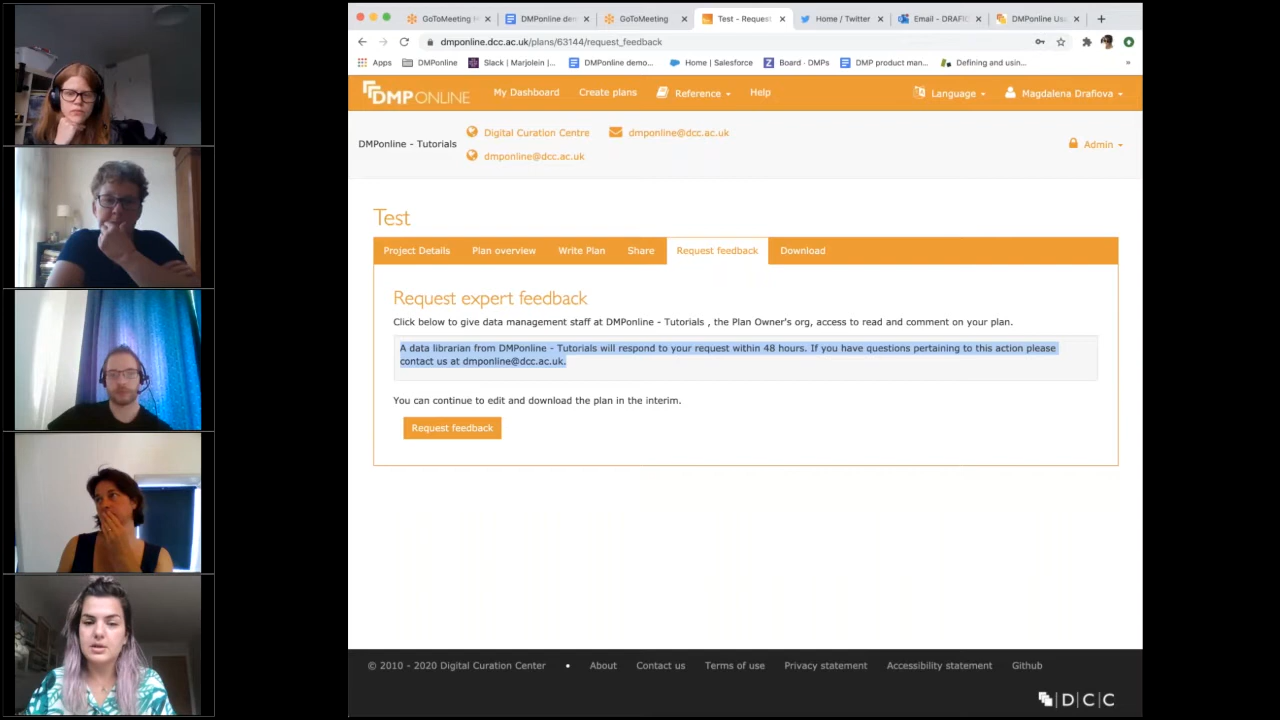 GoToMeeting
DMPonline den
GoToMeeting
Test - Request
Home / Twitter
Email - DRAFIO
DMPonline Us
dmponline.dcc.ac.uk/plans/63144/request_feedback
Apps
DMPonline
Slack | Marjolein |...
DMPonline demo...
Home | Salesforce
Board · DMPs
DMP product man...
Defining and usin...
»
DMPONLINE
My Dashboard
Create plans
Reference
Help
Language
Magdalena Drafiova
DMPonline - Tutorials
Digital Curation Centre
dmponline@dcc.ac.uk
dmponline@dcc.ac.uk
Admin
Test
Project Details
Plan overview
Write Plan
Share
Request feedback
Download
Request expert feedback
Click below to give data management staff at DMPonline - Tutorials , the Plan Owner's org, access to read and comment on your plan.
A data librarian from DMPonline - Tutorials will respond to your request within 48 hours. If you have questions pertaining to this action please
contact us at dmponline@dcc.ac.uk.
You can continue to edit and download the plan in the interim.
Request feedback
© 2010 - 2020 Digital Curation Center
•
About
Contact us
Terms of use
Privacy statement
Accessibility statement
Github
DCC